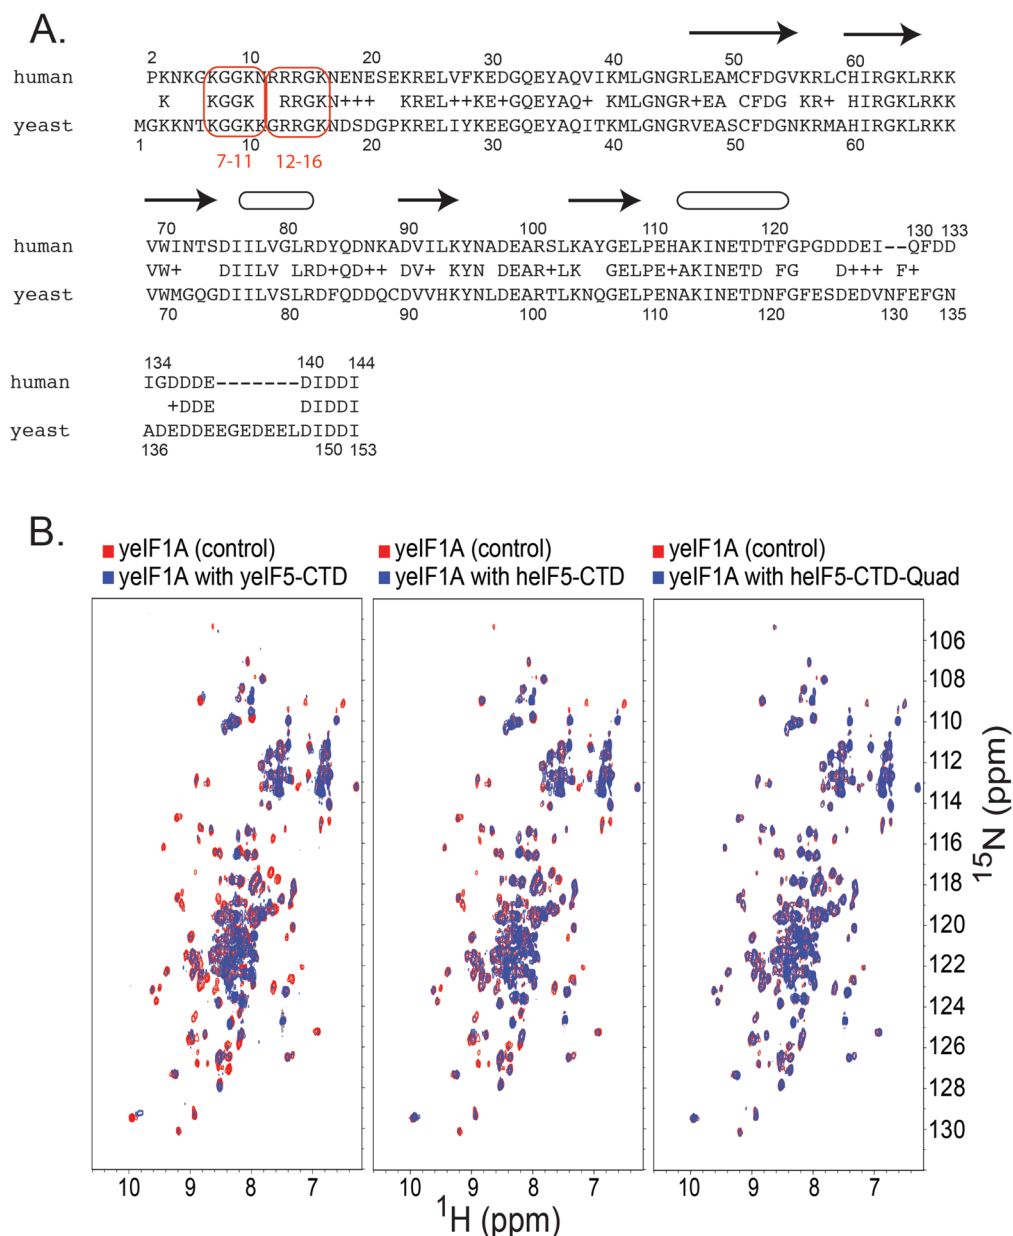 A.
2 10 20 30 40 50 60
human PKNKGKGGKNRRRGKNENESEKRELVFKEDGQEYAQVIKMLGNGRLEAMCFDGVKRLCHIRGKLRKK
K KGGK RRGKN+++ KREL++KE+GQEYAQ+ KMLGNGR+EA CFDG KR+ HIRGKLRKK
yeast MGKKNTKGGKKGRRGKNDSDGPKRELIYKEEGQEYAQITKMLGNGRVEASCFDGNKRMAHIRGKLRKK
1 10 20 30 40 50 60
7-11 12-16
70 80 90 100 110 120 130 133
human VWINTSDIILVGLRDYQDNKADVILKYNADEARSLKAYGELPEHAKINETDTFGPGDDDEI--QFDD
VW+ DIILV LRD+QD++ DV+ KYN DEAR+LK GELPE+AKINETD FG D+++ F+
yeast VWMGQGDIILVSLRDFQDDQCDVVHKYNLDEARTLKNQGELPENAKINETDNFGFESDEDVNFEFGN
70 80 90 100 110 120 130 135
134 140 144
human IGDDDE-------DIDDI
+DDE DIDDI
yeast ADEDDEEGEDEELDIDDI
136 150 153
B.
yeIF1A (control) yeIF1A (control) yeIF1A (control)
yeIF1A with yeIF5-CTD yeIF1A with heIF5-CTD yeIF1A with heIF5-CTD-Quad
106
108
110
112
114
116
118
120
122
124
126
128
130
15N (ppm)
10 9 8 7 10 9 8 7 10 9 8 7
1H (ppm)